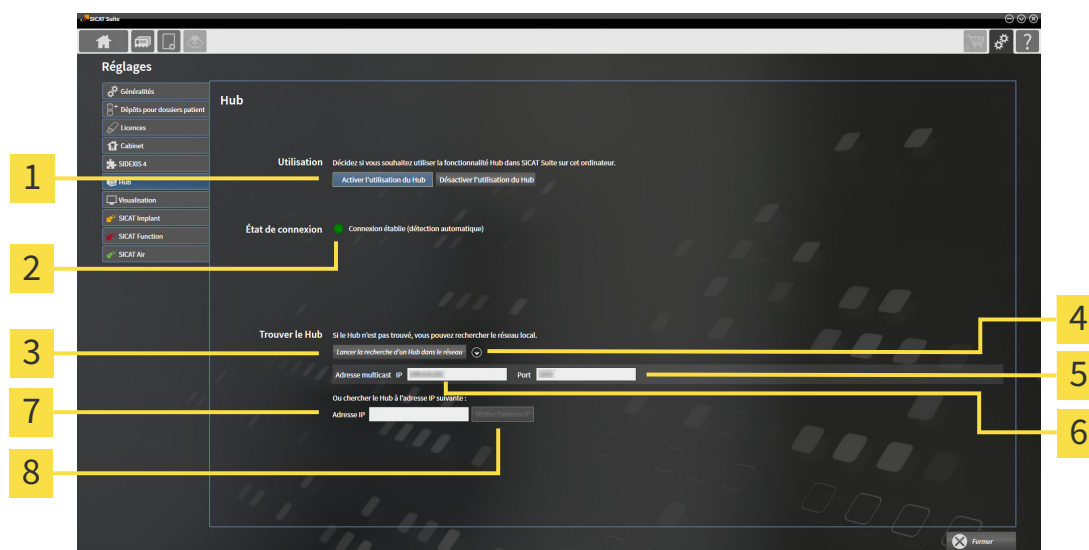 SICAT Suite
?
Réglages
Généralités
Dépôts pour dossiers patient
Licences
Cabinet
SIDEXIS 4
Hub
Visualisation
SICAT Implant
SICAT Function
SICAT Air
Hub
Utilisation Décidez si vous souhaitez utiliser la fonctionnalité Hub dans SICAT Suite sur cet ordinateur.
Activer l'utilisation du Hub Désactiver l'utilisation du Hub
État de connexion Connexion établie (détection automatique)
Trouver le Hub Si le Hub n'est pas trouvé, vous pouvez rechercher le réseau local.
Lancer la recherche d'un Hub dans le réseau
Adresse multicast IP Port
Ou chercher le Hub à l'adresse IP suivante :
Adresse IP Vérifier l'adresse IP
Fermer
1
2
3
4
5
6
7
8